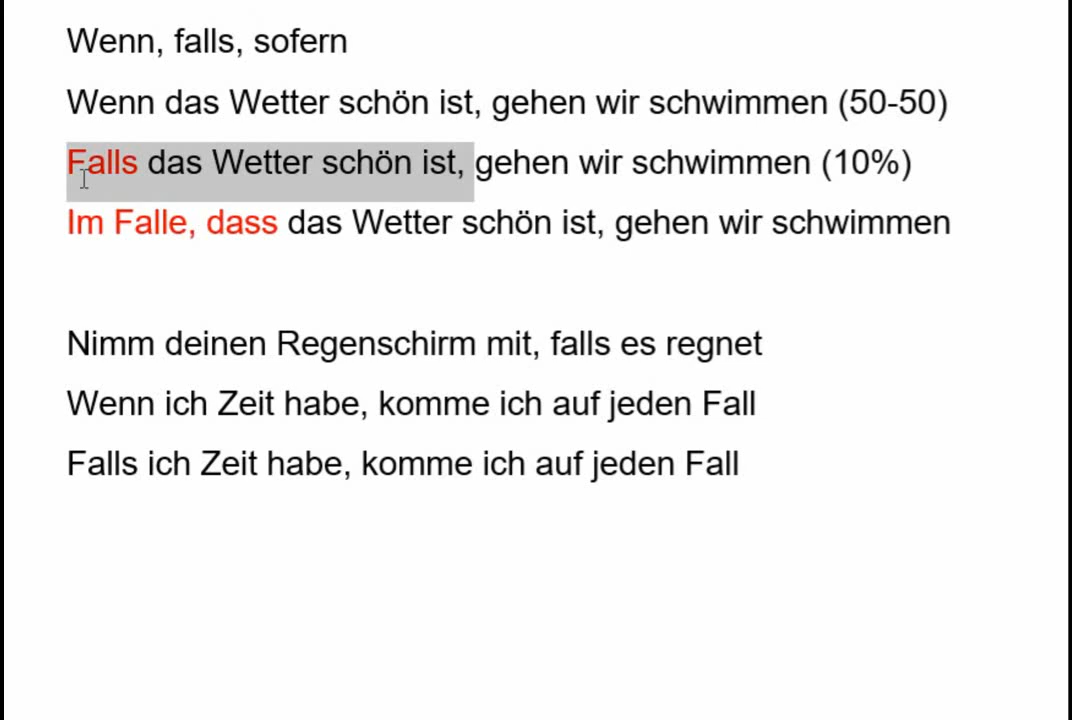 Wenn, falls, sofern
Wenn das Wetter schön ist, gehen wir schwimmen (50-50)
Falls das Wetter schön ist, gehen wir schwimmen (10%)
Im Falle, dass das Wetter schön ist, gehen wir schwimmen
Nimm deinen Regenschirm mit, falls es regnet
Wenn ich Zeit habe, komme ich auf jeden Fall
Falls ich Zeit habe, komme ich auf jeden Fall